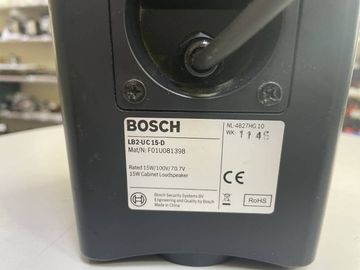 BOSCH
LB2-UC15-D
Mat/N: F01U081398
NL-4827HG 10
WK: 1146
Rated 15W/100V/70.7V
15W Cabinet Loudspeaker
Bosch Security Systems BV
Engineering and Quality by Bosch
Made in China
CE
RoHS